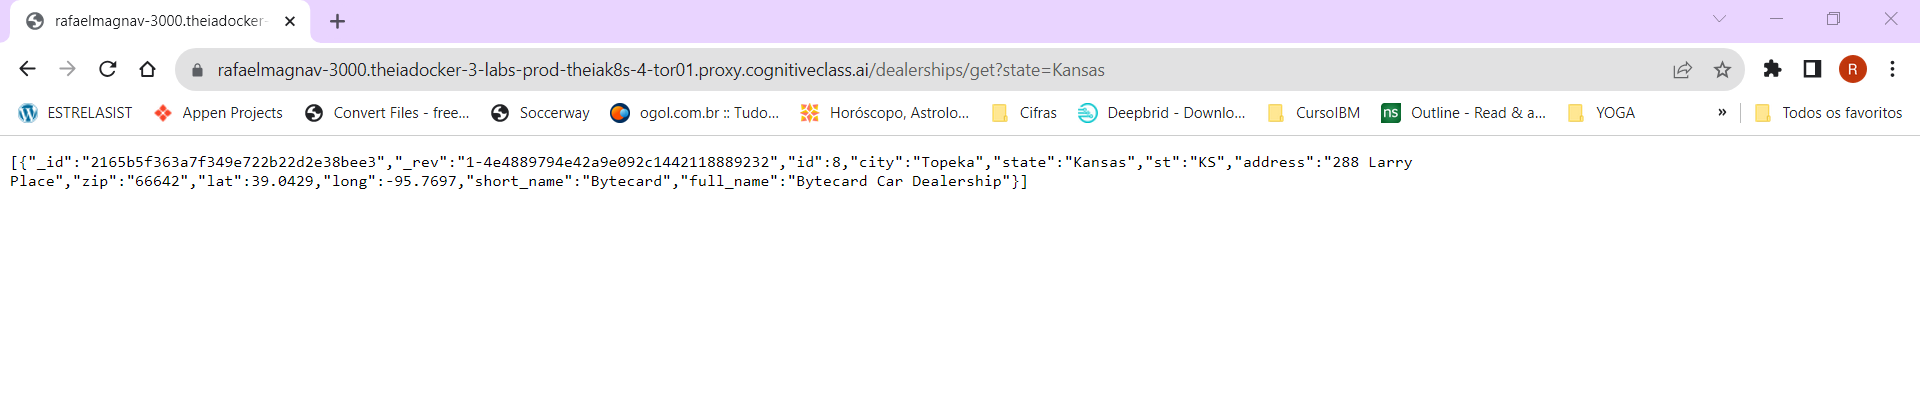 rafaelmagnav-3000.theiadocker-
rafaelmagnav-3000.theiadocker-3-labs-prod-theiak8s-4-tor01.proxy.cognitiveclass.ai/dealerships/get?state=Kansas
R
ESTRELASIST Appen Projects Convert Files - free... Soccerway ogol.com.br :: Tudo... Horóscopo, Astrolo... Cifras Deepbrid - Downlo... CursoIBM ns Outline - Read & a... YOGA » Todos os favoritos
[{"_id":"2165b5f363a7f349e722b22d2e38bee3","_rev":"1-4e4889794e42a9e092c1442118889232","id":8,"city":"Topeka","state":"Kansas","st":"KS","address":"288 Larry
Place","zip":"66642","lat":39.0429,"long":-95.7697,"short_name":"Bytecard","full_name":"Bytecard Car Dealership"}]